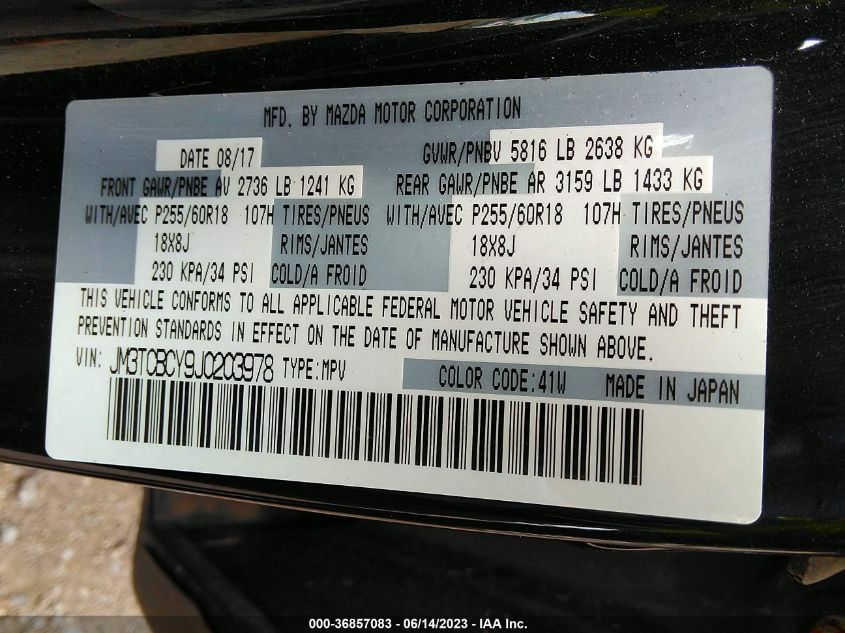 MFD. BY MAZDA MOTOR CORPORATION
DATE 08/17 GVWR/PNBV 5816 LB 2638 KG
FRONT GAWR/PNBE AV 2736 LB 1241 KG REAR GAWR/PNBE AR 3159 LB 1433 KG
WITH/AVEC P255/60R18 107H TIRES/PNEUS WITH/AVEC P255/60R18 107H TIRES/PNEUS
18X8J RIMS/JANTES 18X8J RIMS/JANTES
230 KPA/34 PSI COLD/A FROID 230 KPA/34 PSI COLD/A FROID
THIS VEHICLE CONFORMS TO ALL APPLICABLE FEDERAL MOTOR VEHICLE SAFETY AND THEFT
PREVENTION STANDARDS IN EFFECT ON THE DATE OF MANUFACTURE SHOWN ABOVE.
VIN: JM3TCBCY9J0203978 TYPE:MPV COLOR CODE:41W MADE IN JAPAN
000-36857083 - 06/14/2023 - IAA Inc.